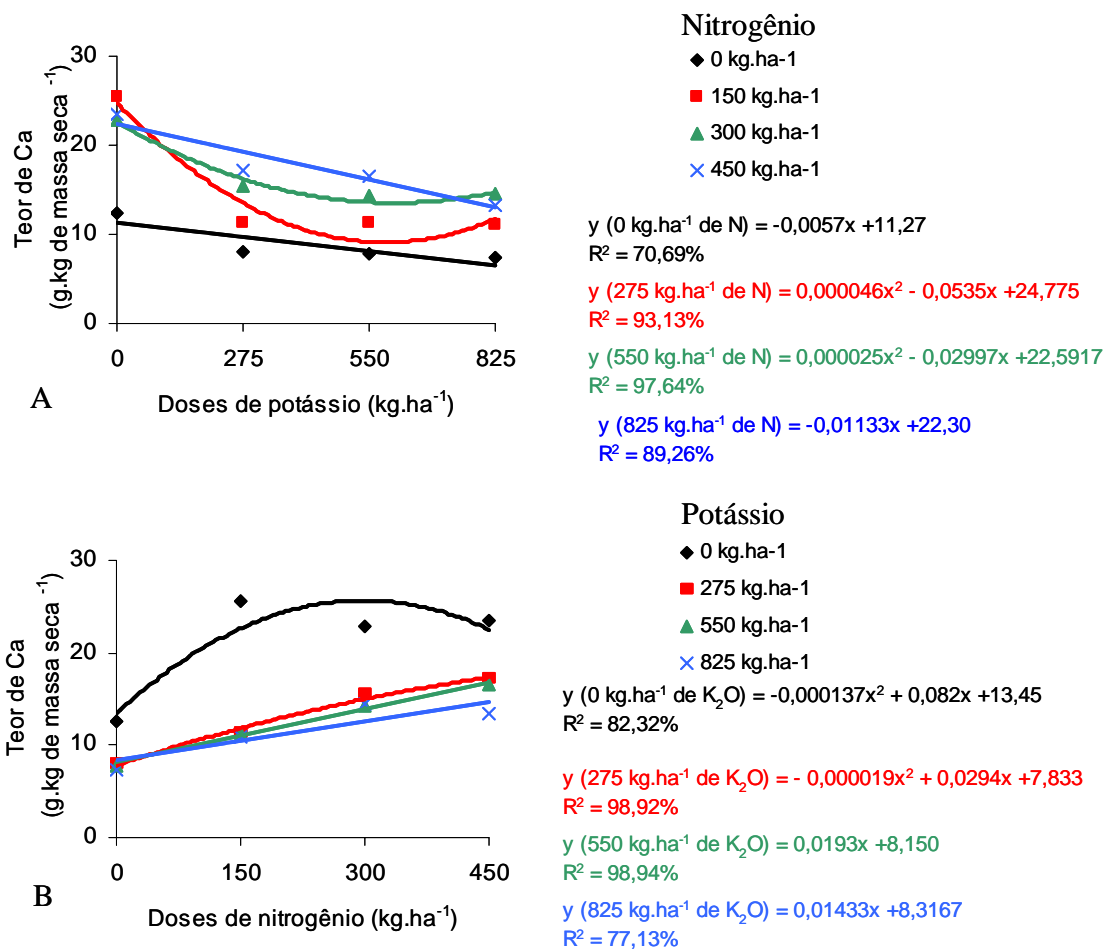 Nitrogênio
0 kg.ha-1
150 kg.ha-1
300 kg.ha-1
450 kg.ha-1
30
20
10
0
0 275 550 825
Teor de Ca
(g.kg de massa seca ⁻¹)
Doses de potássio (kg.ha⁻¹)
A
y (0 kg.ha⁻¹ de N) = -0,0057x +11,27
R² = 70,69%
y (275 kg.ha⁻¹ de N) = 0,000046x² - 0,0535x +24,775
R² = 93,13%
y (550 kg.ha⁻¹ de N) = 0,000025x² - 0,02997x +22,5917
R² = 97,64%
y (825 kg.ha⁻¹ de N) = -0,01133x +22,30
R² = 89,26%
Potássio
0 kg.ha-1
275 kg.ha-1
550 kg.ha-1
825 kg.ha-1
30
20
10
0
0 150 300 450
Teor de Ca
(g.kg de massa seca ⁻¹)
Doses de nitrogênio (kg.ha⁻¹)
B
y (0 kg.ha⁻¹ de K₂O) = -0,000137x² + 0,082x +13,45
R² = 82,32%
y (275 kg.ha⁻¹ de K₂O) = - 0,000019x² + 0,0294x +7,833
R² = 98,92%
y (550 kg.ha⁻¹ de K₂O) = 0,0193x +8,150
R² = 98,94%
y (825 kg.ha⁻¹ de K₂O) = 0,01433x +8,3167
R² = 77,13%